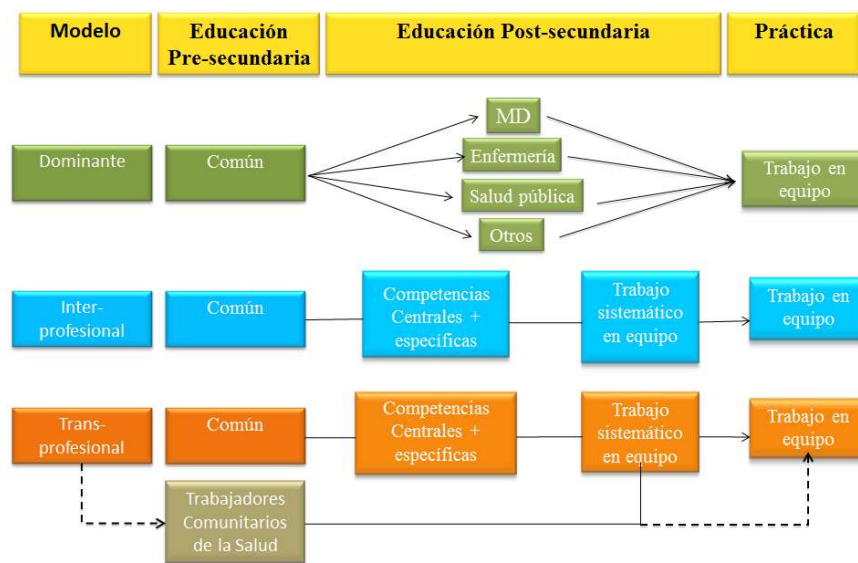 Modelo
Educación
Pre-secundaria
Educación Post-secundaria
Práctica
Dominante
Común
MD
Enfermería
Salud pública
Otros
Trabajo en
equipo
Inter-
profesional
Común
Competencias
Centrales +
específicas
Trabajo
sistemático
en equipo
Trabajo en
equipo
Trans-
profesional
Común
Competencias
Centrales +
específicas
Trabajo
sistemático
en equipo
Trabajo en
equipo
Trabajadores
Comunitarios
de la Salud